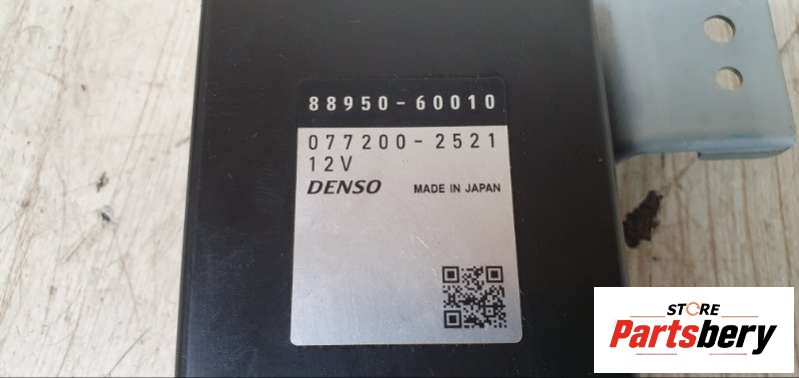 88950-60010
077200-2521
12V
DENSO MADE IN JAPAN
STORE
Partsbery